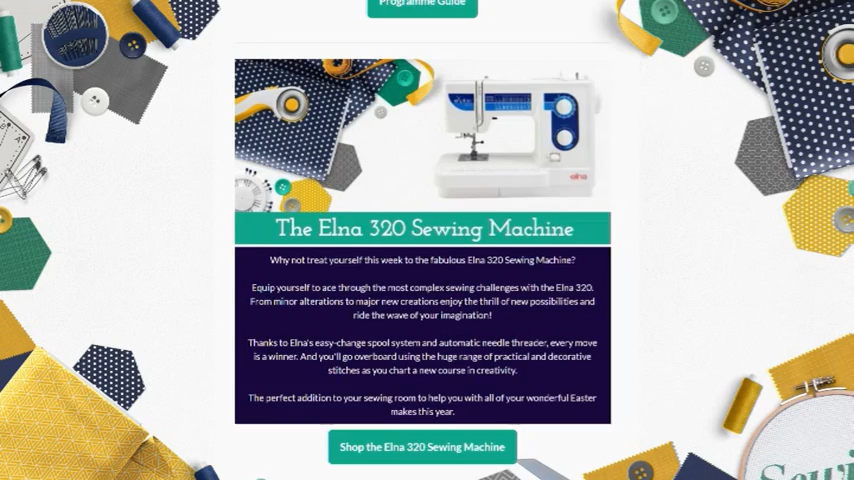 Programme Guide
elna
The Elna 320 Sewing Machine
Why not treat yourself this week to the fabulous Elna 320 Sewing Machine?
Equip yourself to ace through the most complex sewing challenges with the Elna 320.
From minor alterations to major new creations enjoy the thrill of new possibilities and
ride the wave of your imagination!
Thanks to Elna's easy-change spool system and automatic needle threader, every move
is a winner. And you'll go overboard using the huge range of practical and decorative
stitches as you chart a new course in creativity.
The perfect addition to your sewing room to help you with all of your wonderful Easter
makes this year.
Shop the Elna 320 Sewing Machine